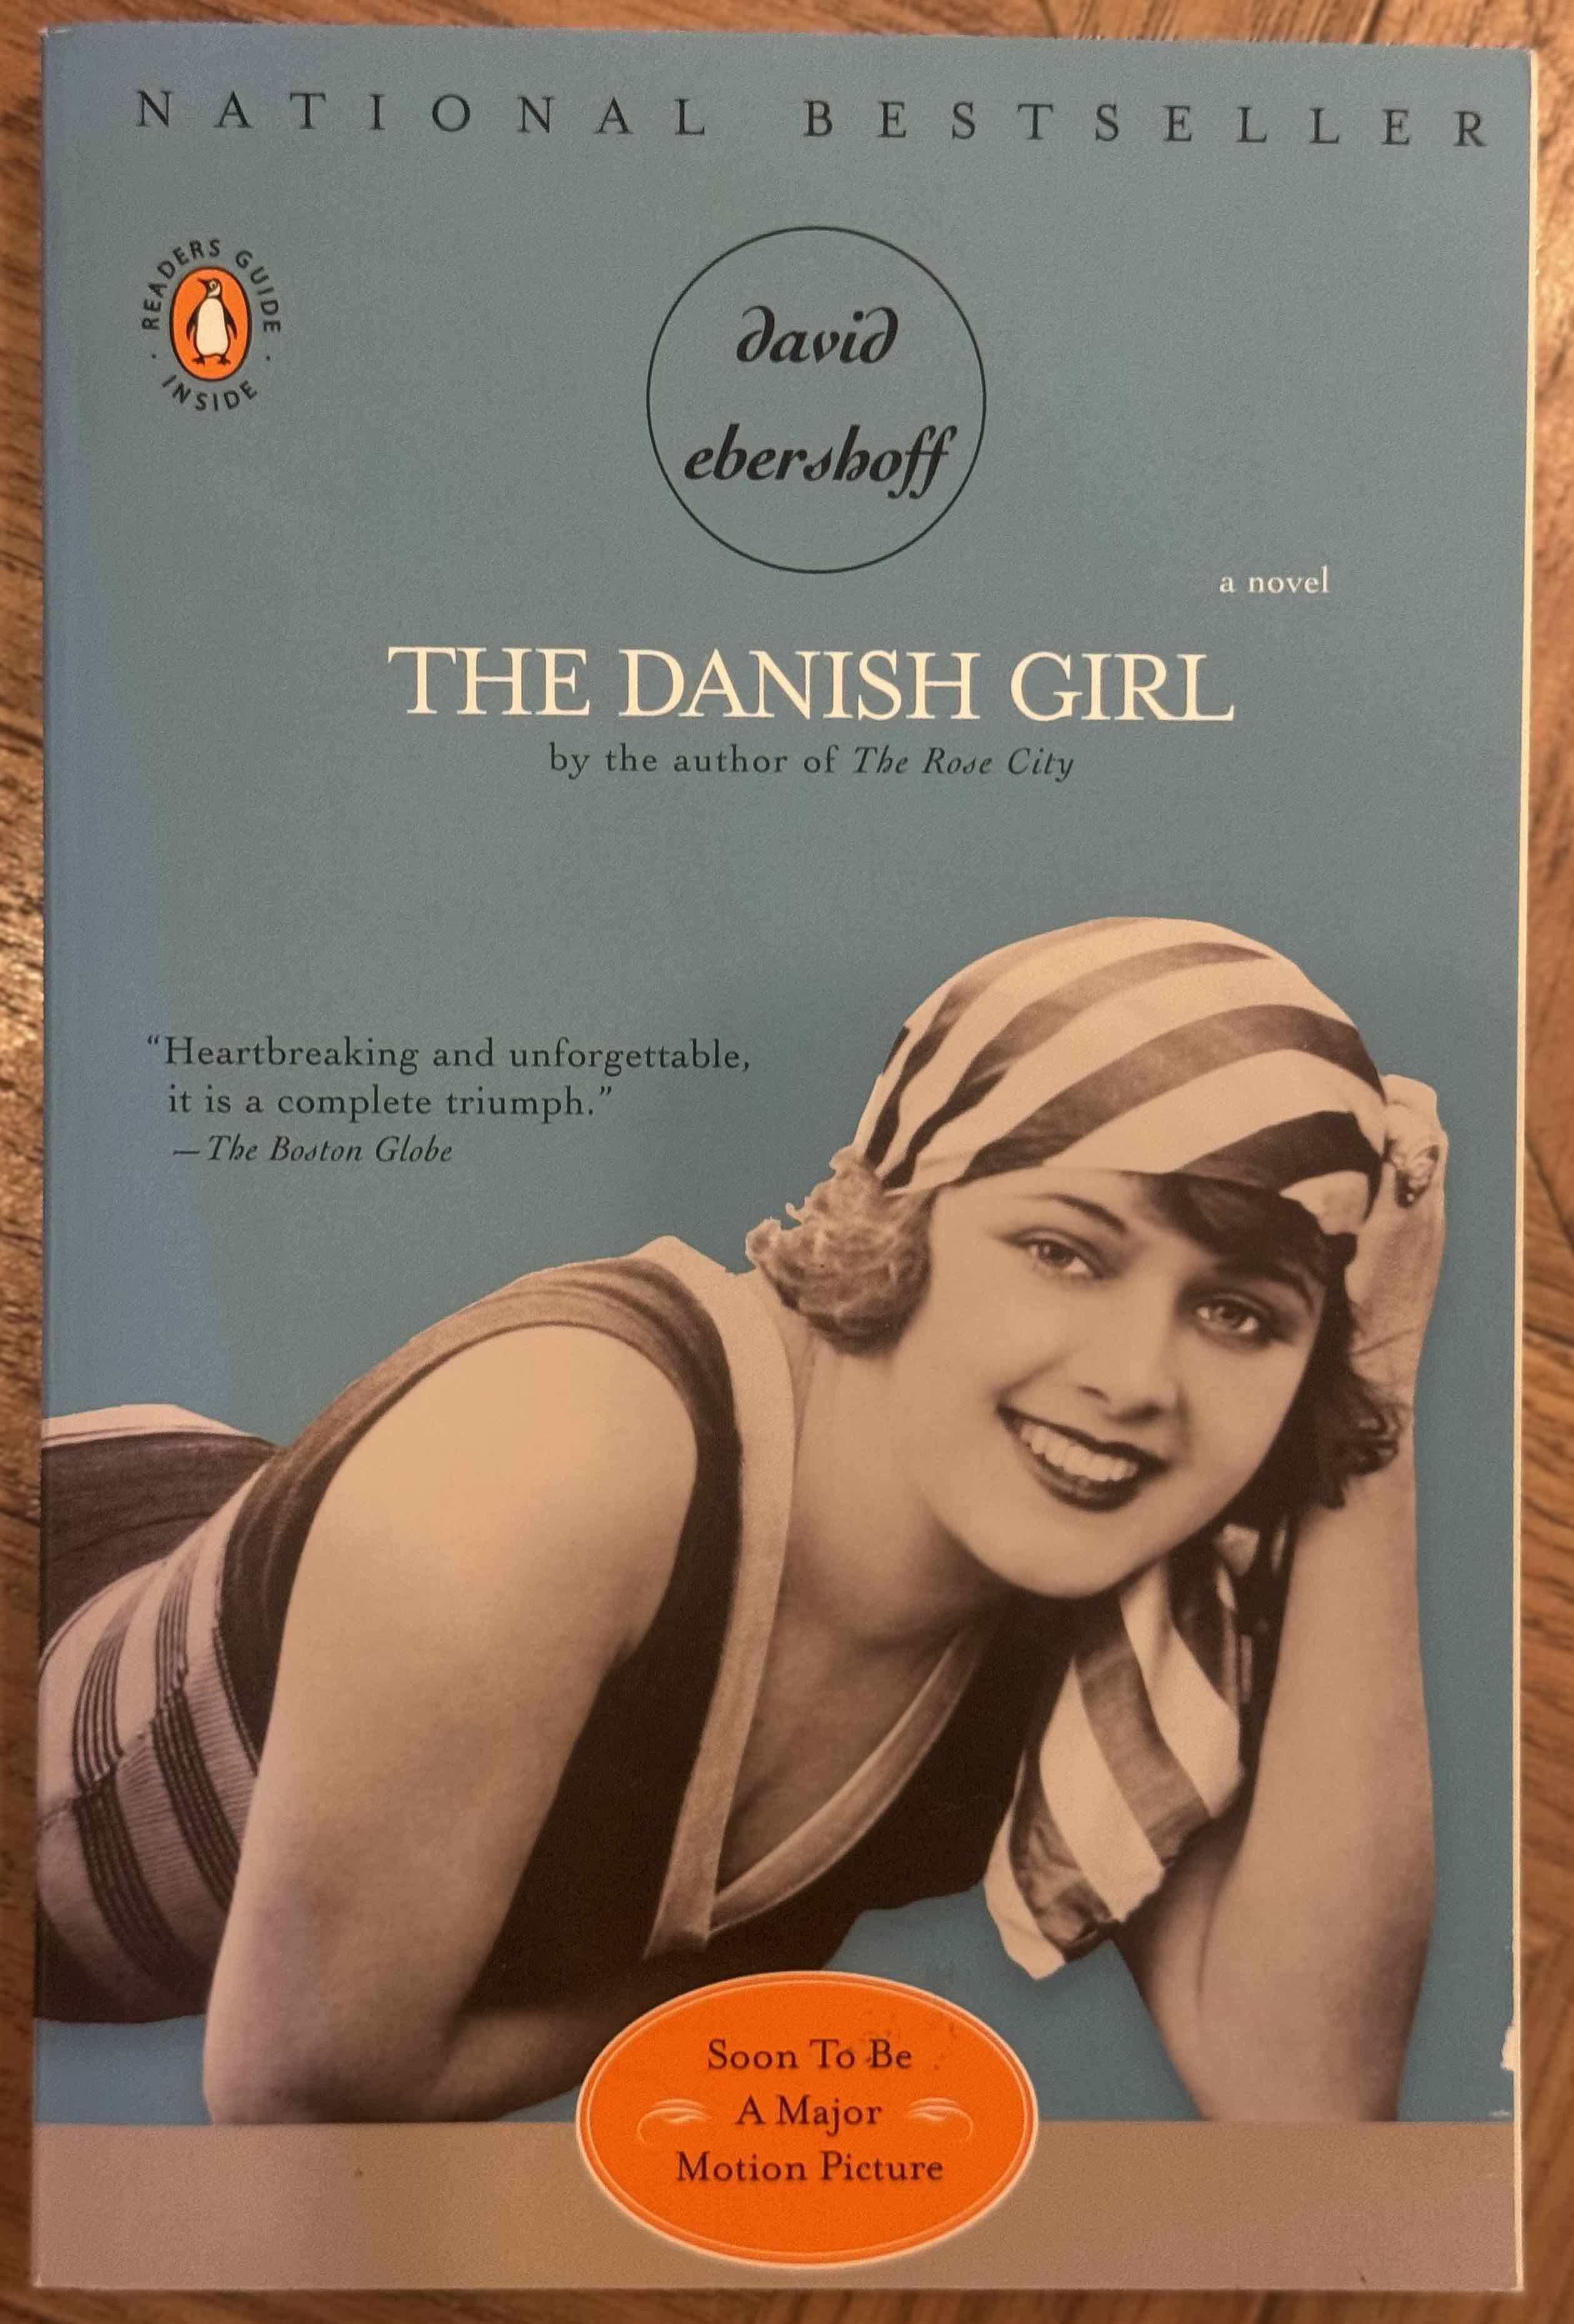 NATIONAL BESTSELLER
READERS GUIDE
INSIDE
david
ebershoff
a novel
THE DANISH GIRL
by the author of The Rose City
“Heartbreaking and unforgettable,
it is a complete triumph.”
—The Boston Globe
Soon To Be
A Major
Motion Picture